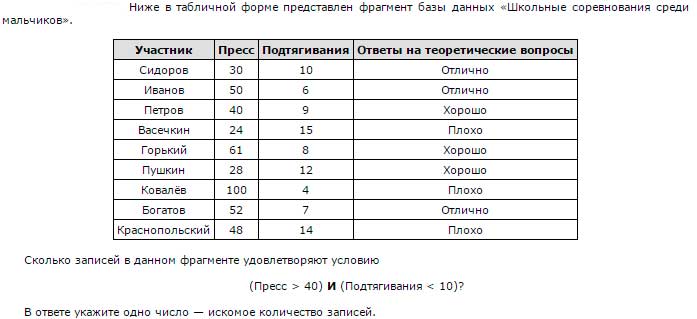 Ниже в табличной форме представлен фрагмент базы данных «Школьные соревнования среди
мальчиков».
Участник Пресс Подтягивания Ответы на теоретические вопросы
Сидоров 30 10 Отлично
Иванов 50 6 Отлично
Петров 40 9 Хорошо
Васечкин 24 15 Плохо
Горький 61 8 Хорошо
Пушкин 28 12 Хорошо
Ковалёв 100 4 Плохо
Богатов 52 7 Отлично
Краснопольский 48 14 Плохо
Сколько записей в данном фрагменте удовлетворяют условию
(Пресс > 40) И (Подтягивания < 10)?
В ответе укажите одно число — искомое количество записей.